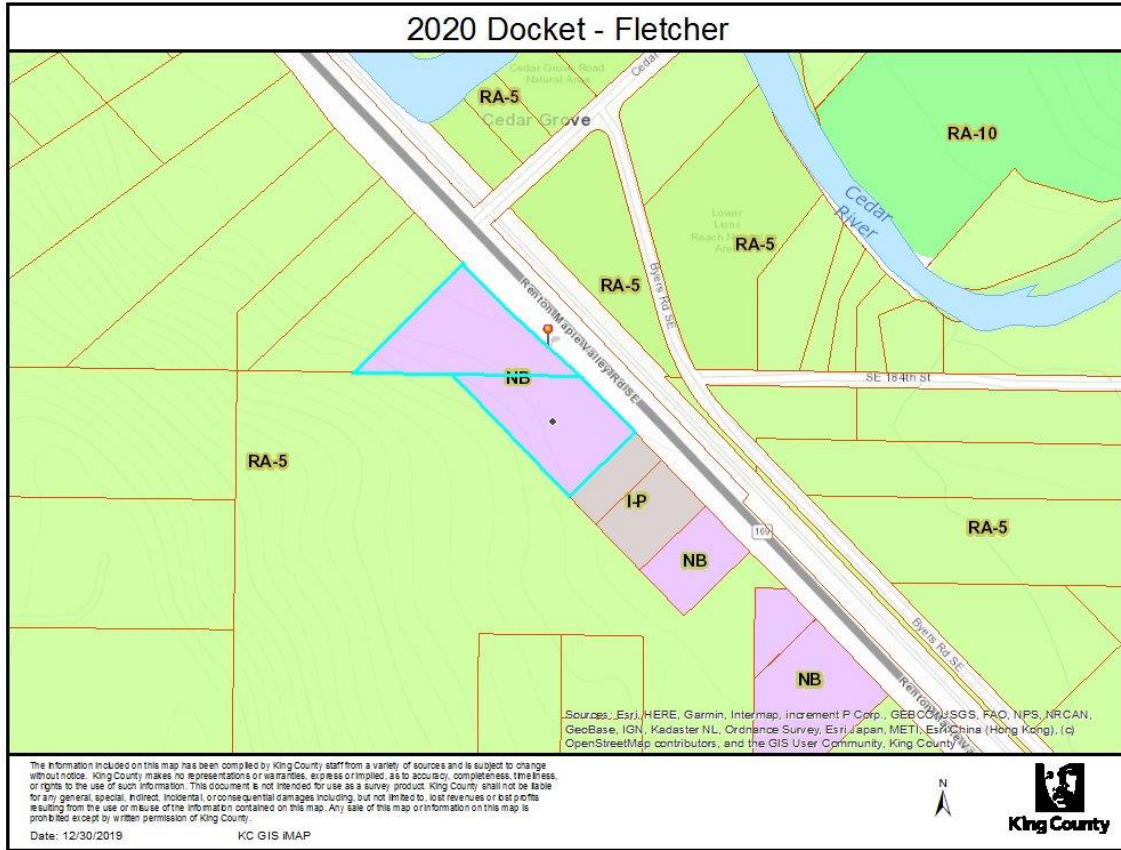 2020 Docket - Fletcher
Cedar Grove Road
Natural Area
Cedar
RA-5
Cedar Grove
RA-10
Cedar
River
Lower
Lions
Reach
Area
RA-5
RA-5
Byers Rd SE
Renton Maple Valley Rd SE
NB
SE 184th St
RA-5
I-P
RA-5
169
NB
Byers Rd SE
NB
Renton Maple Va
Sources: Esri, HERE, Garmin, Intermap, increment P Corp., GEBCO, USGS, FAO, NPS, NRCAN,
GeoBase, IGN, Kadaster NL, Ordnance Survey, Esri Japan, METI, Esri China (Hong Kong), (c)
OpenStreetMap contributors, and the GIS User Community, King County
The information included on this map has been compiled by King County staff from a variety of sources and is subject to change
without notice. King County makes no representations or warranties, express or implied, as to accuracy, completeness, timeliness,
or rights to the use of such information. This document is not intended for use as a survey product. King County shall not be liable
for any general, special, indirect, incidental, or consequential damages including, but not limited to, lost revenues or lost profits
resulting from the use or misuse of the information contained on this map. Any sale of this map or information on this map is
prohibited except by written permission of King County.
Date: 12/30/2019 KC GIS iMAP
N
King County